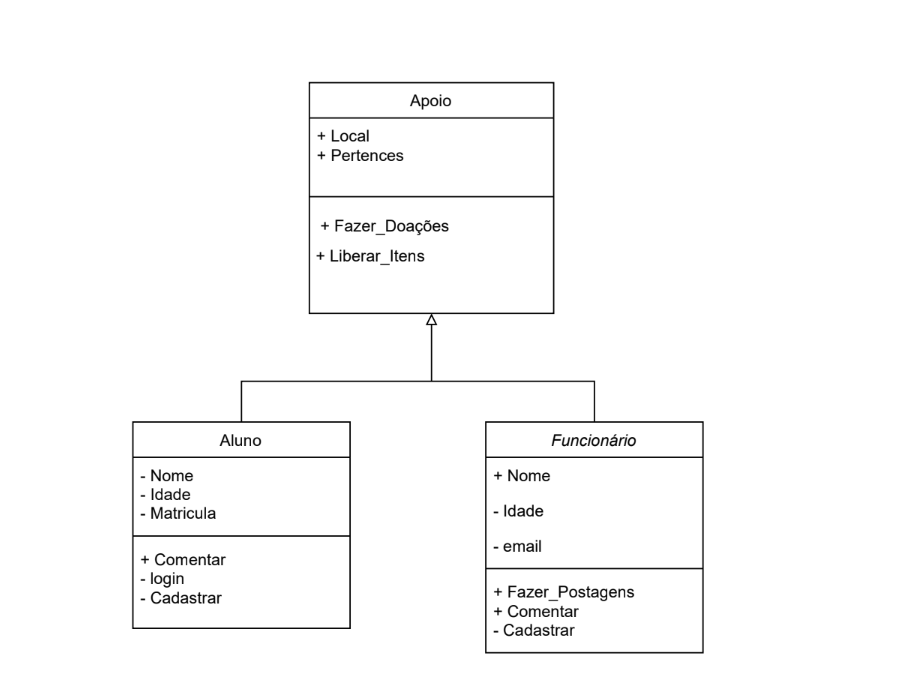 Apoio
+ Local
+ Pertences
+ Fazer_Doações
+ Liberar_Itens
Aluno
- Nome
- Idade
- Matricula
+ Comentar
- login
- Cadastrar
Funcionário
+ Nome
- Idade
- email
+ Fazer_Postagens
+ Comentar
- Cadastrar